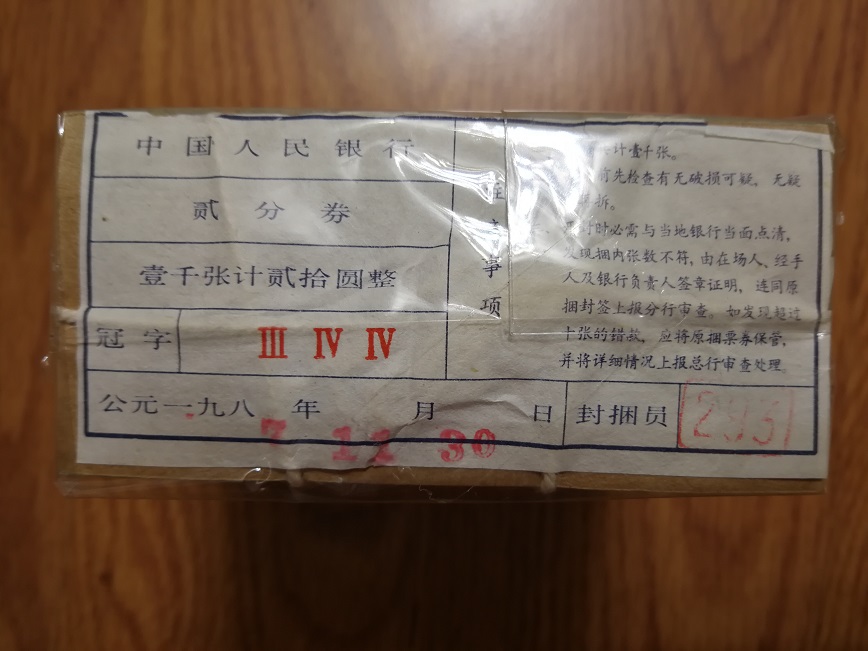 中国人民银行
贰分券
壹千张计贰拾圆整
冠字
III IV IV
公元一九八 年 月 日
7 11 30
封捆员
事项
计壹千张。
前先检查有无破损可疑，无疑
拆。
时必需与当地银行当面点清，
发现捆内张数不符，由在场人、经手
人及银行负责人签章证明，连同原
捆封签上报分行审查。如发现超过
十张的错款，应将原捆票券保管，
并将详细情况上报总行审查处理。